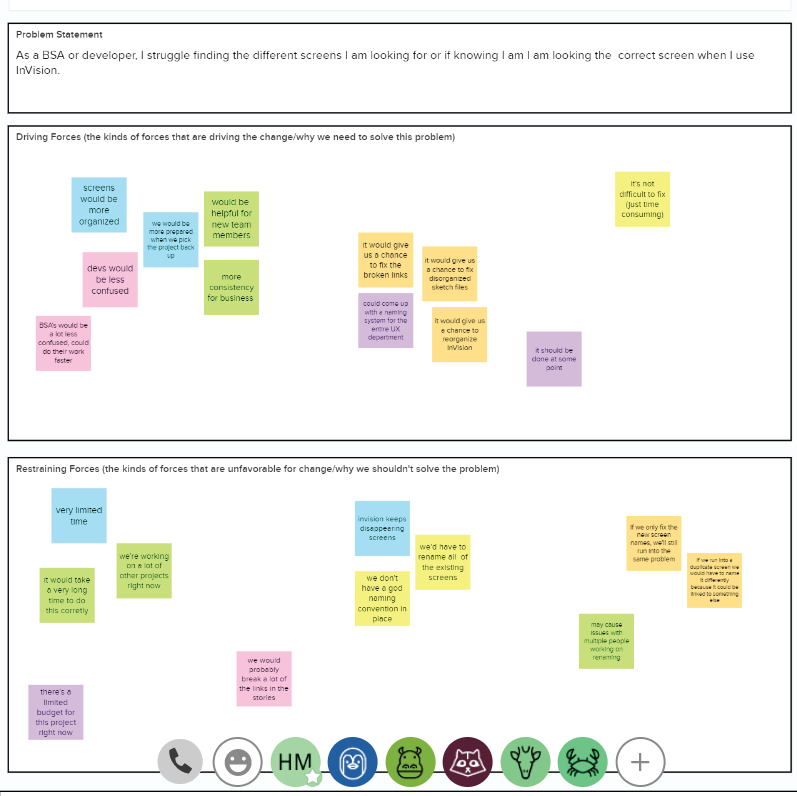 Problem Statement
As a BSA or developer, I struggle finding the different screens I am looking for or if knowing I am I am looking the  correct screen when I use
InVision.
Driving Forces (the kinds of forces that are driving the change/why we need to solve this problem)
screens
would be
more
organized
we would be
more prepared
when we pick
the project back
up
would be
helpful for
new team
members
devs would
be less
confused
more
consistency
for business
BSA's would be
a lot less
confused, could
do their work
faster
it would give
us a chance
to fix the
broken links
it would give us
a chance to fix
disorganized
sketch files
could come up
with a naming
system for the
entire UX
department
it would give us
a chance to
reorganize
InVision
it should be
done at some
point
it's not
difficult to fix
(just time
consuming)
Restraining Forces (the kinds of forces that are unfavorable for change/why we shouldn't solve the problem)
very limited
time
we're working
on a lot of
other projects
right now
it would take
a very long
time to do
this corretly
there's a
limited
budget for
this project
right now
we would
probably
break a lot of
the links in the
stories
invision keeps
disappearing
screens
we'd have to
rename all of
the existing
screens
we don't
have a god
naming
convention in
place
If we only fix the
new screen
names, we'll still
run into the
same problem
If we run into a
duplicate screen we
would have to name
it differently
because it could be
linked to something
else
may cause
issues with
multiple people
working on
renaming
HM